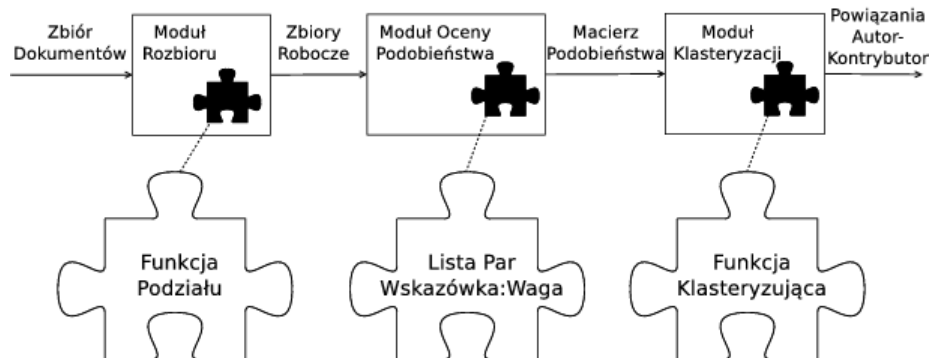 Zbiór
Dokumentów
Moduł
Rozbioru
Zbiory
Robocze
Moduł Oceny
Podobieństwa
Macierz
Podobieństwa
Moduł
Klasteryzacji
Powiązania
Autor-
Kontrybutor
Funkcja
Podziału
Lista Par
Wskazówka:Waga
Funkcja
Klasteryzująca